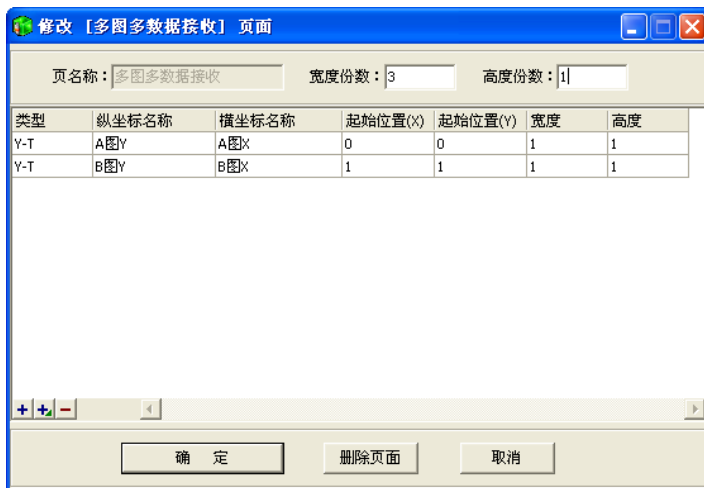 修改 [多图多数据接收] 页面
页名称：多图多数据接收 宽度份数：3 高度份数：1
类型 纵坐标名称 横坐标名称 起始位置(X) 起始位置(Y) 宽度 高度
Y-T A图Y A图X 0 0 1 1
Y-T B图Y B图X 1 1 1 1
确 定 删除页面 取消